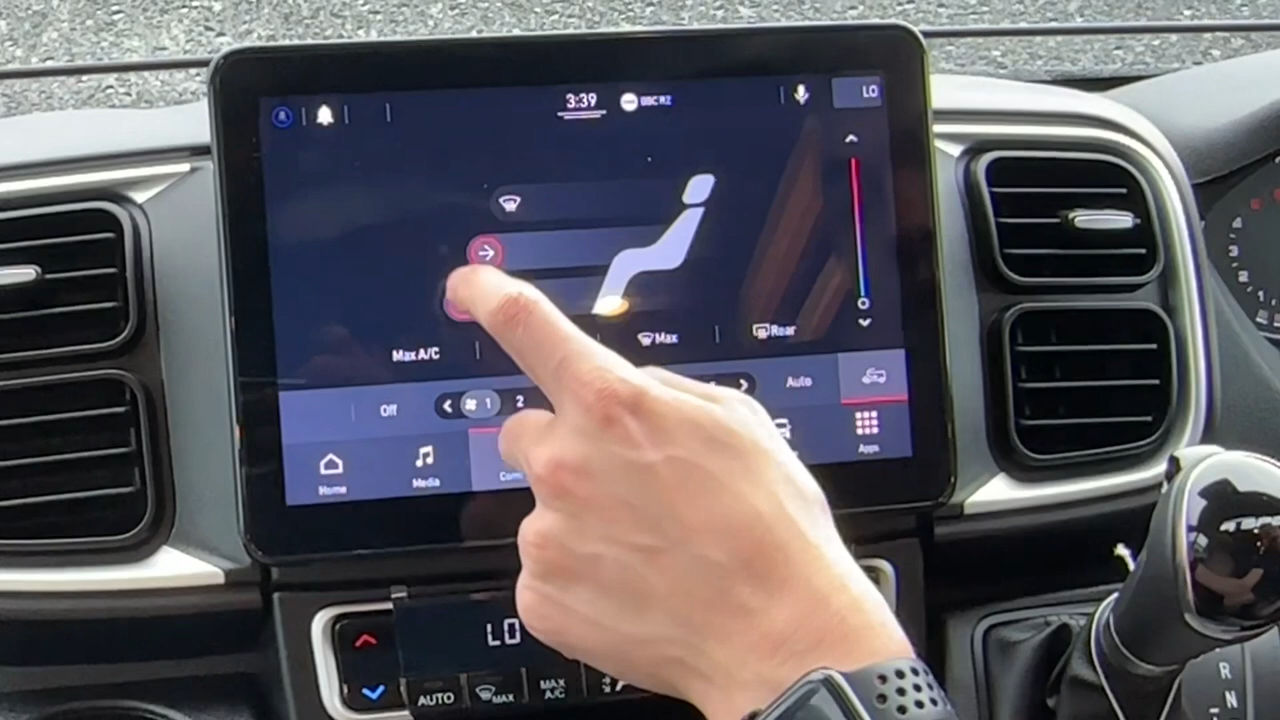 3:39
LO
Max A/C
Max
Rear
Off
1 2
Auto
Home
Media
Apps
LO
AUTO
MAX
MAX
A/C
R
N